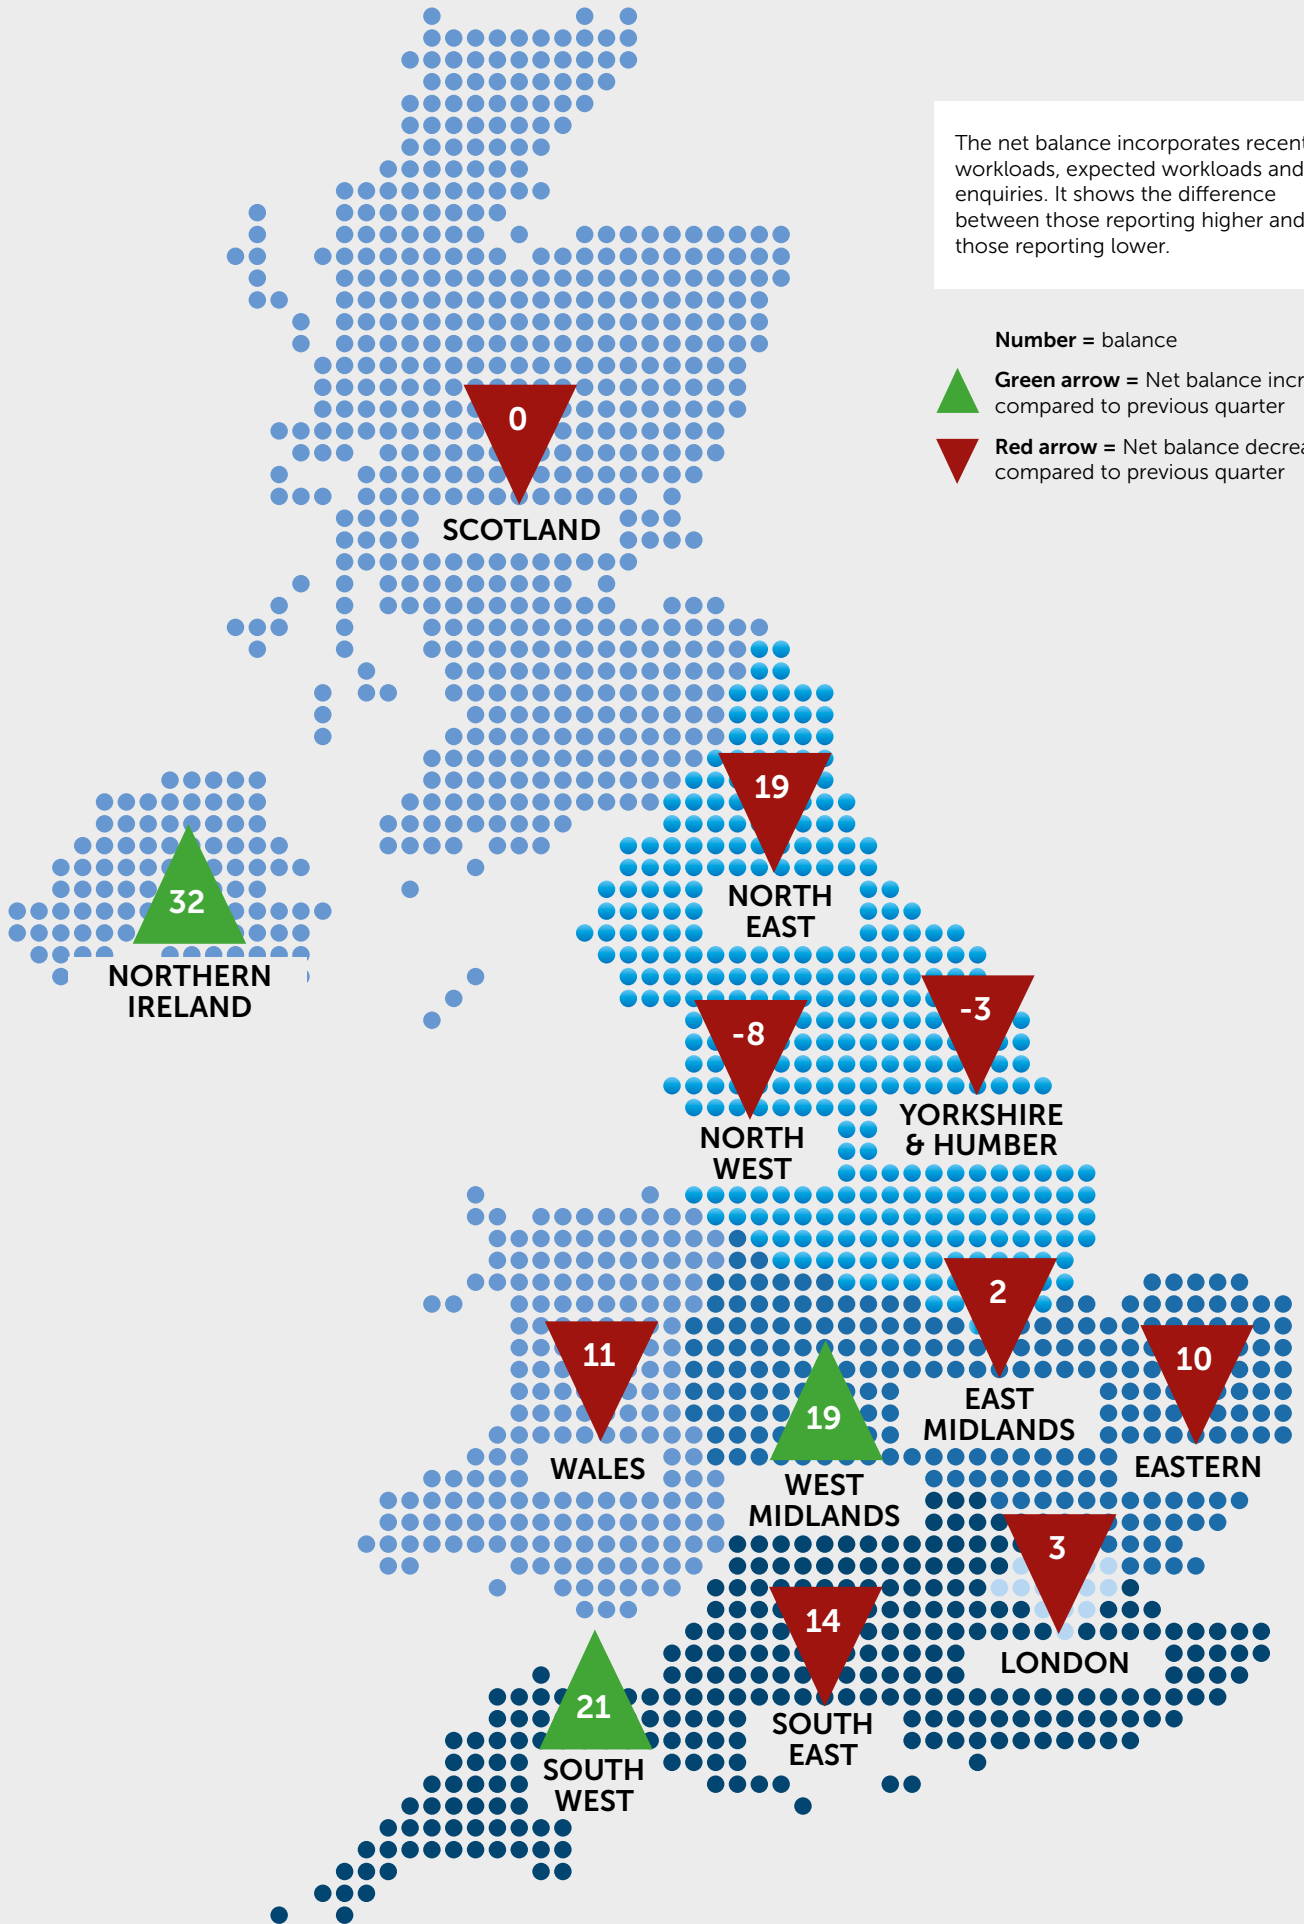 The net balance incorporates recent
workloads, expected workloads and
enquiries. It shows the difference
between those reporting higher and
those reporting lower.
Number = balance
Green arrow = Net balance incr
compared to previous quarter
Red arrow = Net balance decrea
compared to previous quarter
0
SCOTLAND
19
NORTH
EAST
32
NORTHERN
IRELAND
-8
NORTH
WEST
-3
YORKSHIRE
& HUMBER
2
EAST
MIDLANDS
11
WALES
19
WEST
MIDLANDS
10
EASTERN
3
LONDON
14
SOUTH
EAST
21
SOUTH
WEST